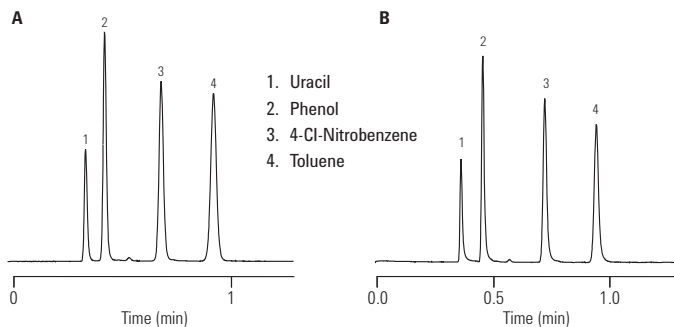 A
1
2
3
4
0
1
Time (min)
1. Uracil
2. Phenol
3. 4-Cl-Nitrobenzene
4. Toluene
B
1
2
3
4
0.0
0.5
1.0
Time (min)